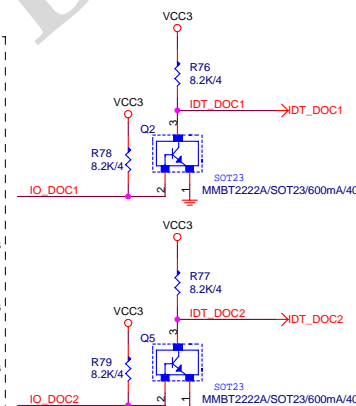 VCC3
R76
8.2K/4
IDT_DOC1
IDT_DOC1
VCC3
3
Q2
R78
8.2K/4
SOT23
2
1
MMBT2222A/SOT23/600mA/40
IO_DOC1
VCC3
R77
8.2K/4
IDT_DOC2
IDT_DOC2
VCC3
3
Q5
R79
8.2K/4
SOT23
2
1
MMBT2222A/SOT23/600mA/40
IO_DOC2